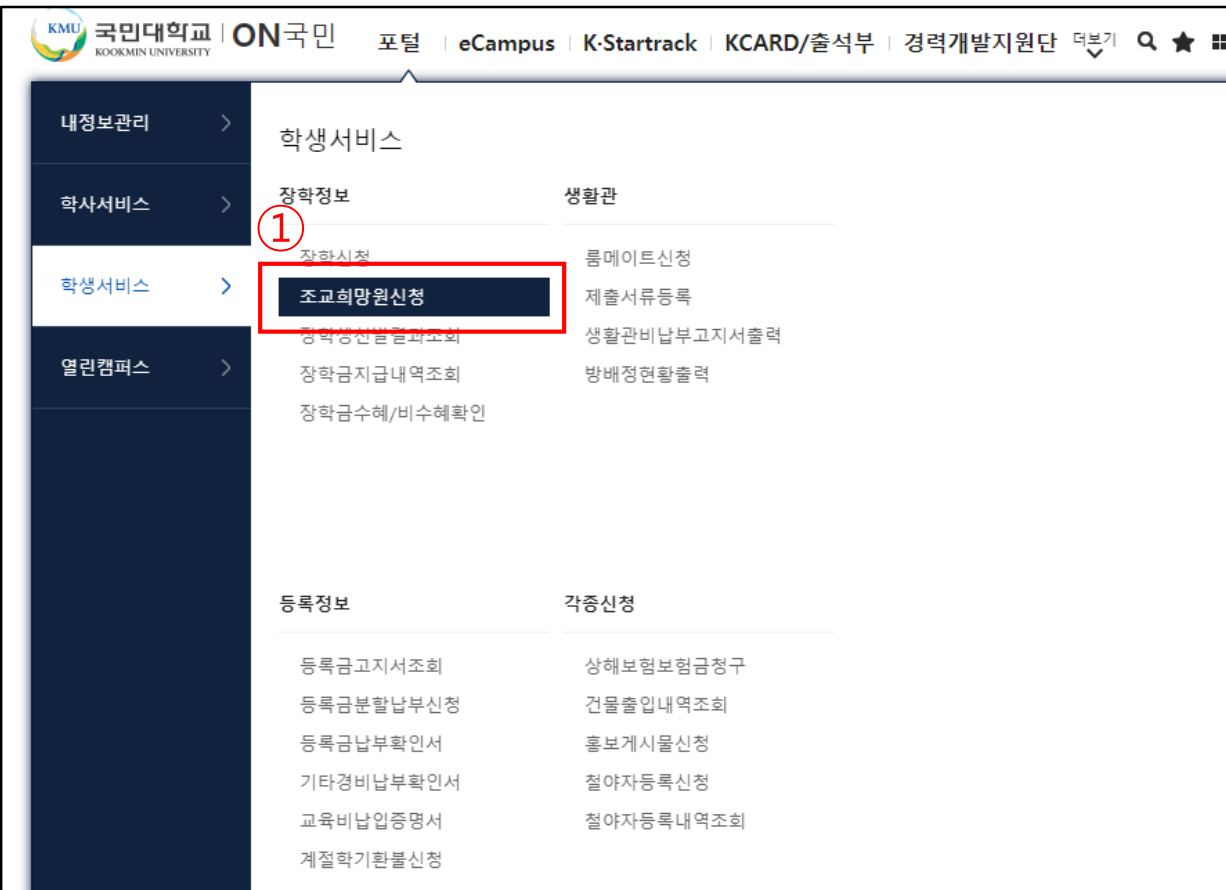 KMU 국민대학교 KOOKMIN UNIVERSITY ON국민
포털 eCampus K·Startrack KCARD/출석부 경력개발지원단 더보기
내정보관리
학사서비스
학생서비스
열린캠퍼스
학생서비스
장학정보
①
장학신청
조교희망원신청
장학생선발결과조회
장학금지급내역조회
장학금수혜/비수혜확인
생활관
룸메이트신청
제출서류등록
생활관비납부고지서출력
방배정현황출력
등록정보
등록금고지서조회
등록금분할납부신청
등록금납부확인서
기타경비납부확인서
교육비납입증명서
계절학기환불신청
각종신청
상해보험보험금청구
건물출입내역조회
홍보게시물신청
철야자등록신청
철야자등록내역조회